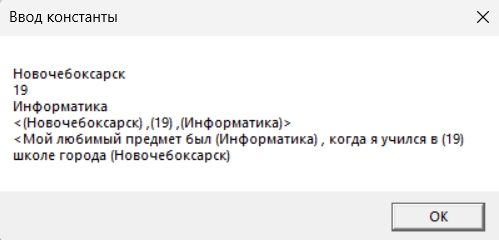 Ввод константы
Новочебоксарск
19
Информатика
<(Новочебоксарск) ,(19) ,(Информатика)>
<Мой любимый предмет был (Информатика) , когда я учился в (19)
школе города (Новочебоксарск)
OK